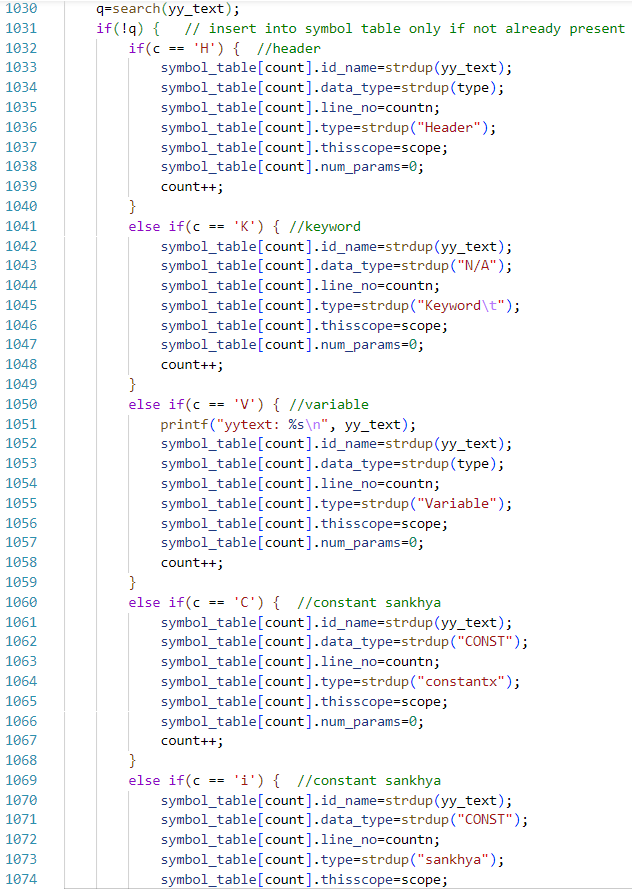 1030 q=search(yy_text);
1031 if(!q) { // insert into symbol table only if not already present
1032 if(c == 'H') { //header
1033 symbol_table[count].id_name=strdup(yy_text);
1034 symbol_table[count].data_type=strdup(type);
1035 symbol_table[count].line_no=countn;
1036 symbol_table[count].type=strdup("Header");
1037 symbol_table[count].thisscope=scope;
1038 symbol_table[count].num_params=0;
1039 count++;
1040 }
1041 else if(c == 'K') { //keyword
1042 symbol_table[count].id_name=strdup(yy_text);
1043 symbol_table[count].data_type=strdup("N/A");
1044 symbol_table[count].line_no=countn;
1045 symbol_table[count].type=strdup("Keyword\t");
1046 symbol_table[count].thisscope=scope;
1047 symbol_table[count].num_params=0;
1048 count++;
1049 }
1050 else if(c == 'V') { //variable
1051 printf("yytext: %s\n", yy_text);
1052 symbol_table[count].id_name=strdup(yy_text);
1053 symbol_table[count].data_type=strdup(type);
1054 symbol_table[count].line_no=countn;
1055 symbol_table[count].type=strdup("Variable");
1056 symbol_table[count].thisscope=scope;
1057 symbol_table[count].num_params=0;
1058 count++;
1059 }
1060 else if(c == 'C') { //constant sankhya
1061 symbol_table[count].id_name=strdup(yy_text);
1062 symbol_table[count].data_type=strdup("CONST");
1063 symbol_table[count].line_no=countn;
1064 symbol_table[count].type=strdup("constantx");
1065 symbol_table[count].thisscope=scope;
1066 symbol_table[count].num_params=0;
1067 count++;
1068 }
1069 else if(c == 'i') { //constant sankhya
1070 symbol_table[count].id_name=strdup(yy_text);
1071 symbol_table[count].data_type=strdup("CONST");
1072 symbol_table[count].line_no=countn;
1073 symbol_table[count].type=strdup("sankhya");
1074 symbol_table[count].thisscope=scope;